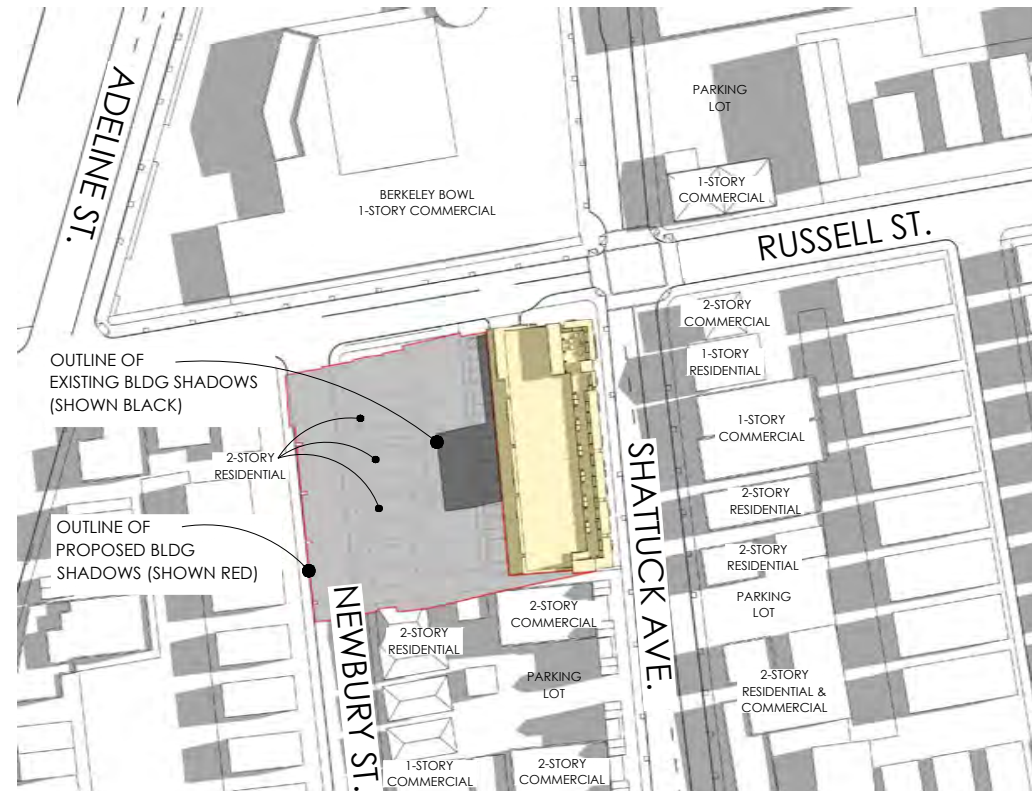 ADELINE ST.
PARKING
LOT
1-STORY
COMMERCIAL
BERKELEY BOWL
1-STORY COMMERCIAL
RUSSELL ST.
2-STORY
COMMERCIAL
1-STORY
RESIDENTIAL
OUTLINE OF
EXISTING BLDG SHADOWS
(SHOWN BLACK)
1-STORY
COMMERCIAL
2-STORY
RESIDENTIAL
SHATTUCK AVE.
2-STORY
RESIDENTIAL
OUTLINE OF
PROPOSED BLDG
SHADOWS (SHOWN RED)
2-STORY
RESIDENTIAL
PARKING
LOT
NEWBURY ST.
2-STORY
COMMERCIAL
2-STORY
RESIDENTIAL
PARKING
LOT
2-STORY
RESIDENTIAL &
COMMERCIAL
1-STORY
COMMERCIAL
2-STORY
COMMERCIAL